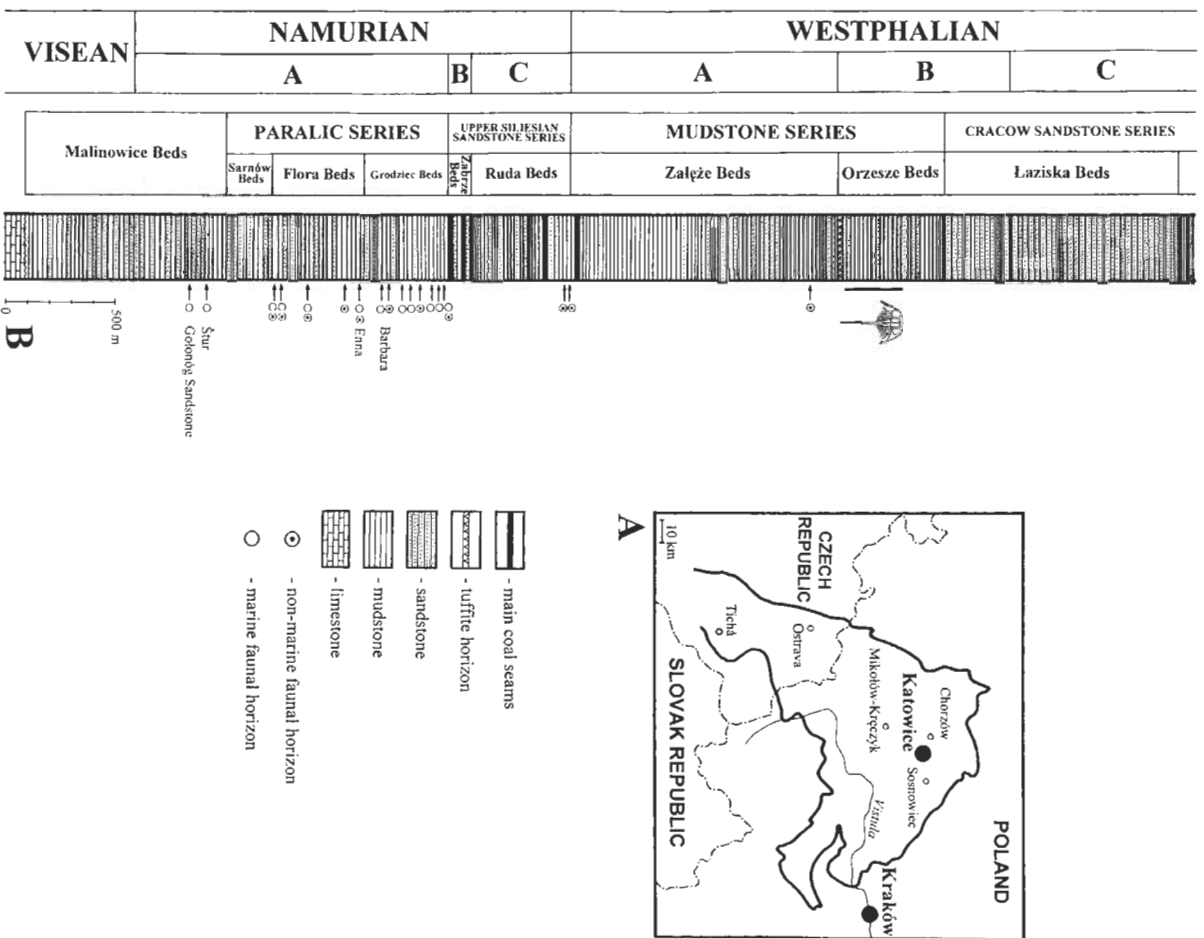 VISEAN
NAMURIAN
WESTPHALIAN
A
B
C
A
B
C
Malinowice Beds
PARALIC SERIES
UPPER SILIESIAN
SANDSTONE SERIES
MUDSTONE SERIES
CRACOW SANDSTONE SERIES
Sarnów
Beds
Flora Beds
Grodziec Beds
Zabrze
Beds
Ruda Beds
Załęże Beds
Orzesze Beds
Łaziska Beds
0
500 m
B
Gołonóg Sandstone
Štur
Enna
Barbara
- main coal seams
- tuffite horizon
- sandstone
- mudstone
- limestone
- non-marine faunal horizon
- marine faunal horizon
A
10 km
POLAND
CZECH
REPUBLIC
SLOVAK REPUBLIC
Chorzów
Katowice
Sosnowiec
Mikołów-Kręczyk
Ostrava
Tichá
Vistula
Kraków